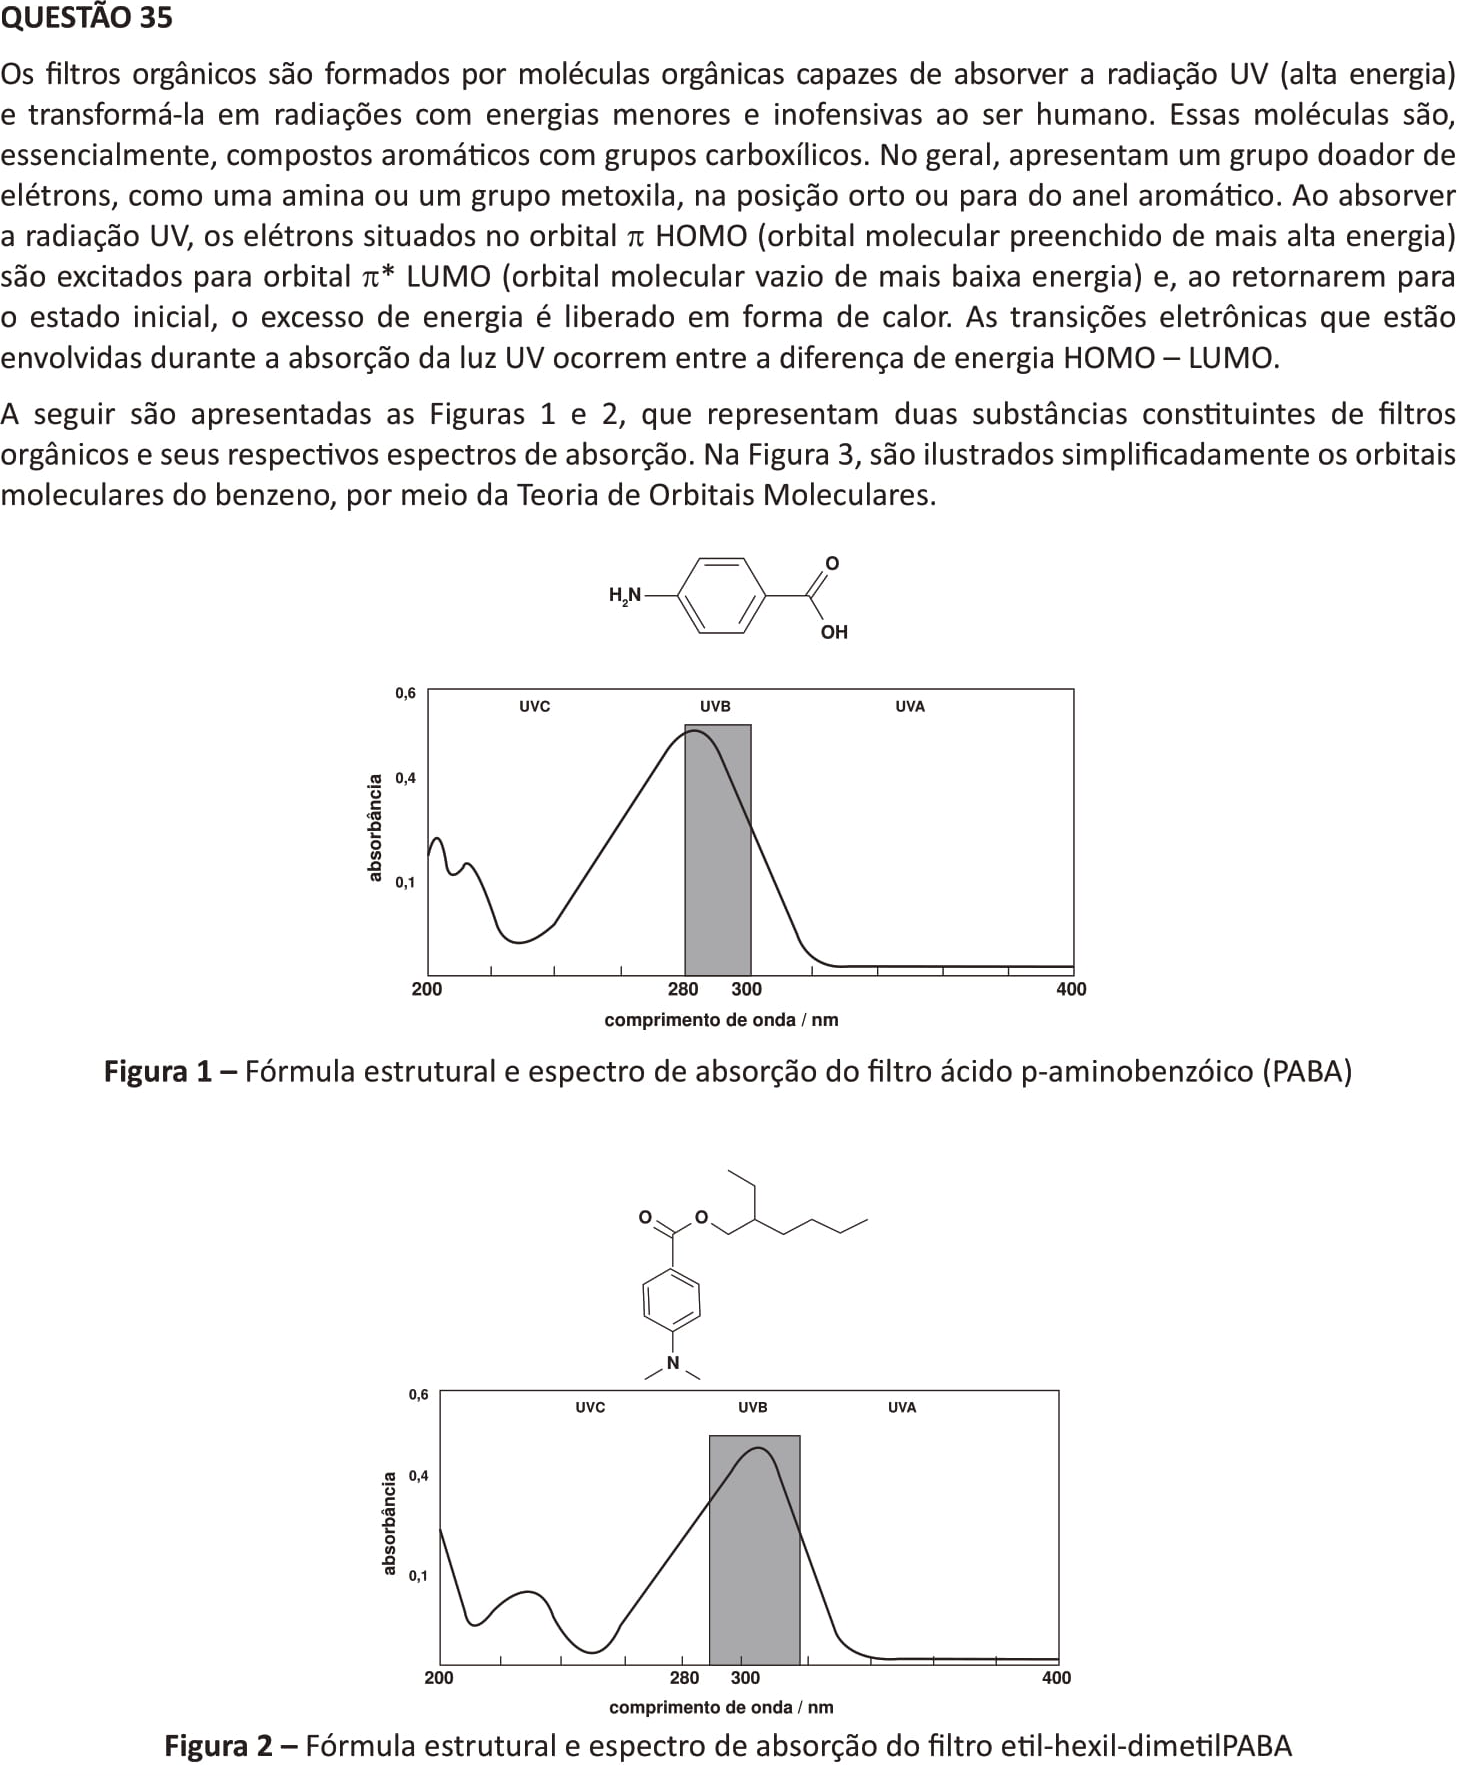 QUESTÃO 35
Os filtros orgânicos são formados por moléculas orgânicas capazes de absorver a radiação UV (alta energia)
e transformá-la em radiações com energias menores e inofensivas ao ser humano. Essas moléculas são,
essencialmente, compostos aromáticos com grupos carboxílicos. No geral, apresentam um grupo doador de
elétrons, como uma amina ou um grupo metoxila, na posição orto ou para do anel aromático. Ao absorver
a radiação UV, os elétrons situados no orbital π HOMO (orbital molecular preenchido de mais alta energia)
são excitados para orbital π* LUMO (orbital molecular vazio de mais baixa energia) e, ao retornarem para
o estado inicial, o excesso de energia é liberado em forma de calor. As transições eletrônicas que estão
envolvidas durante a absorção da luz UV ocorrem entre a diferença de energia HOMO – LUMO.
A seguir são apresentadas as Figuras 1 e 2, que representam duas substâncias constituintes de filtros
orgânicos e seus respectivos espectros de absorção. Na Figura 3, são ilustrados simplificadamente os orbitais
moleculares do benzeno, por meio da Teoria de Orbitais Moleculares.
O
H₂N
OH
0,6
UVC UVB UVA
0,4
absorbância
0,1
200 280 300 400
comprimento de onda / nm
Figura 1 – Fórmula estrutural e espectro de absorção do filtro ácido p-aminobenzóico (PABA)
O O
N
0,6
UVC UVB UVA
0,4
absorbância
0,1
200 280 300 400
comprimento de onda / nm
Figura 2 – Fórmula estrutural e espectro de absorção do filtro etil-hexil-dimetilPABA